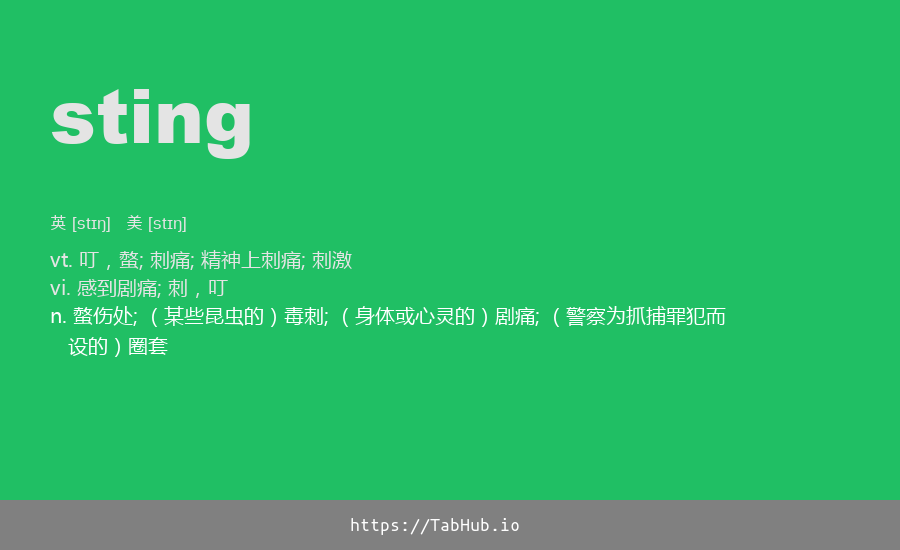 sting
英 [stɪŋ] 美 [stɪŋ]
vt. 叮，螫; 刺痛; 精神上刺痛; 刺激
vi. 感到剧痛; 刺，叮
n. 螫伤处; （某些昆虫的）毒刺; （身体或心灵的）剧痛; （警察为抓捕罪犯而
设的）圈套
https://TabHub.io